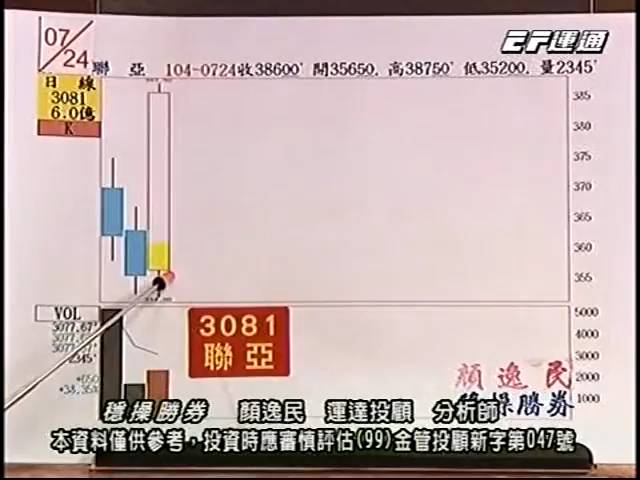 07/24
EF運通
聯 亞 104-0724收38600' 開35650. 高38750' 低35200. 量2345'
日 線
3081
6.0億
K
385
380
375
370
365
360
355
VOL
3077.67'
2345'
5000
4000
3000
2000
1000
3081
聯亞
顏逸民
穩操勝券
穩操勝券 顏逸民 運達投顧 分析師
本資料僅供參考，投資時應審慎評估(99)金管投顧新字第047號